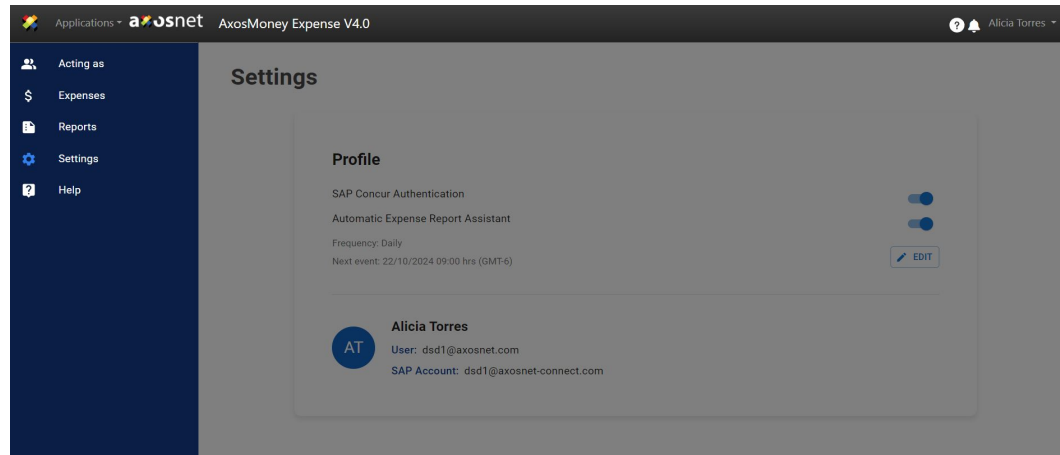 Applications axosnet AxosMoney Expense V4.0 ? Alicia Torres
Acting as
$ Expenses
Reports
Settings
? Help
Settings
Profile
SAP Concur Authentication
Automatic Expense Report Assistant
Frequency: Daily
Next event: 22/10/2024 09:00 hrs (GMT-6)
EDIT
AT
Alicia Torres
User: dsd1@axosnet.com
SAP Account: dsd1@axosnet-connect.com